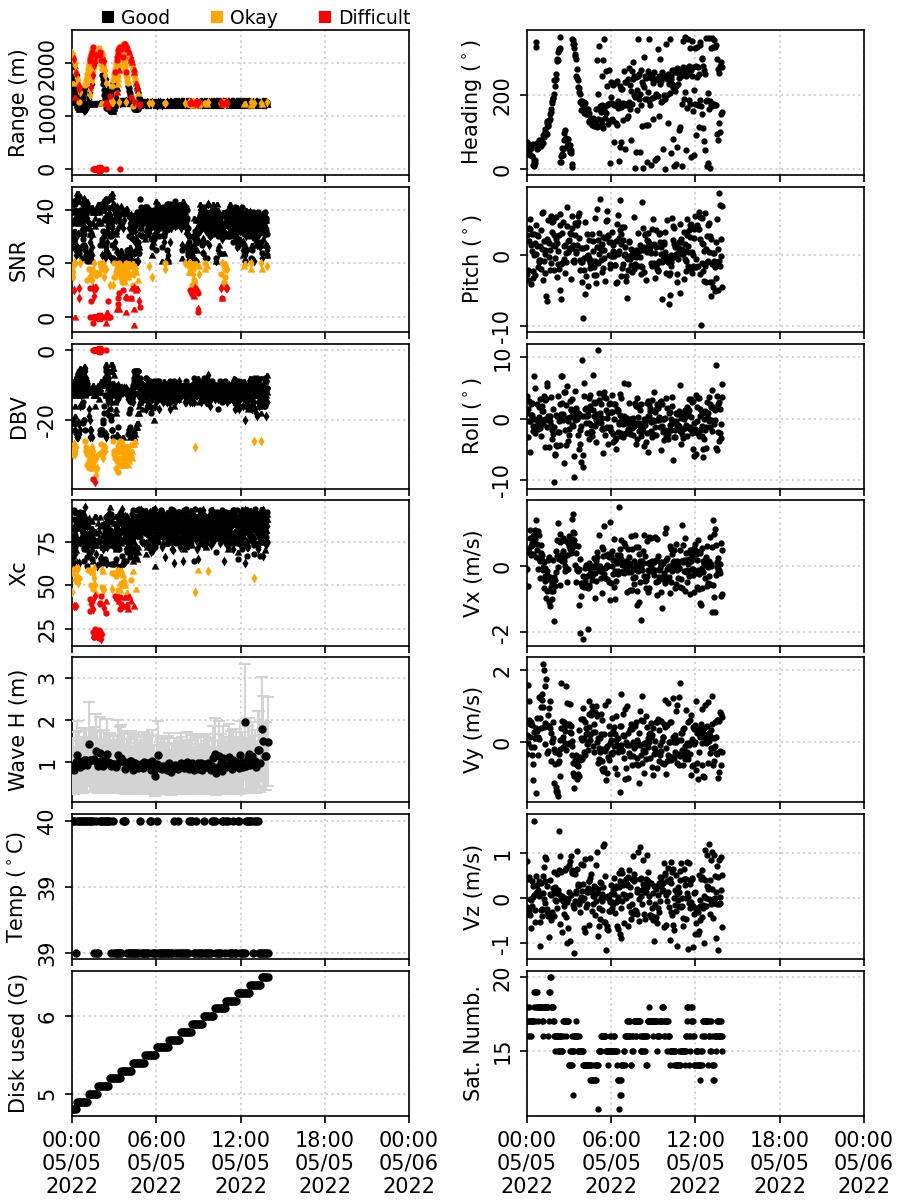 Good Okay Difficult
Range (m)
2000
1000
0
SNR
40
20
0
DBV
0
-20
Xc
75
50
25
Wave H (m)
3
2
1
Temp (°C)
40
39
39
Disk used (G)
6
5
00:00 06:00 12:00 18:00 00:00
05/05 05/05 05/05 05/05 05/06
2022 2022 2022 2022 2022
Heading (°)
200
0
Pitch (°)
0
-10
Roll (°)
10
0
-10
Vx (m/s)
0
-2
Vy (m/s)
2
0
Vz (m/s)
1
0
-1
Sat. Numb.
20
15
00:00 06:00 12:00 18:00 00:00
05/05 05/05 05/05 05/05 05/06
2022 2022 2022 2022 2022